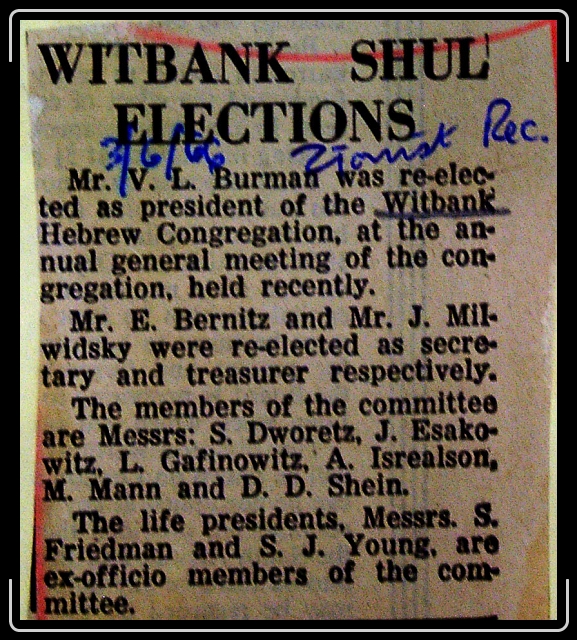 WITBANK SHUL
ELECTIONS
3/6/66 Zionist Rec.
Mr. V. L. Burman was re-elec-
ted as president of the Witbank
Hebrew Congregation, at the an-
nual general meeting of the con-
gregation, held recently.
Mr. E. Bernitz and Mr. J. Mil-
widsky were re-elected as secre-
tary and treasurer respectively.
The members of the committee
are Messrs: S. Dworetz, J. Esako-
witz, L. Gafinowitz, A. Isrealson,
M. Mann and D. D. Shein.
The life presidents, Messrs. S.
Friedman and S. J. Young, are
ex-officio members of the com-
mittee.